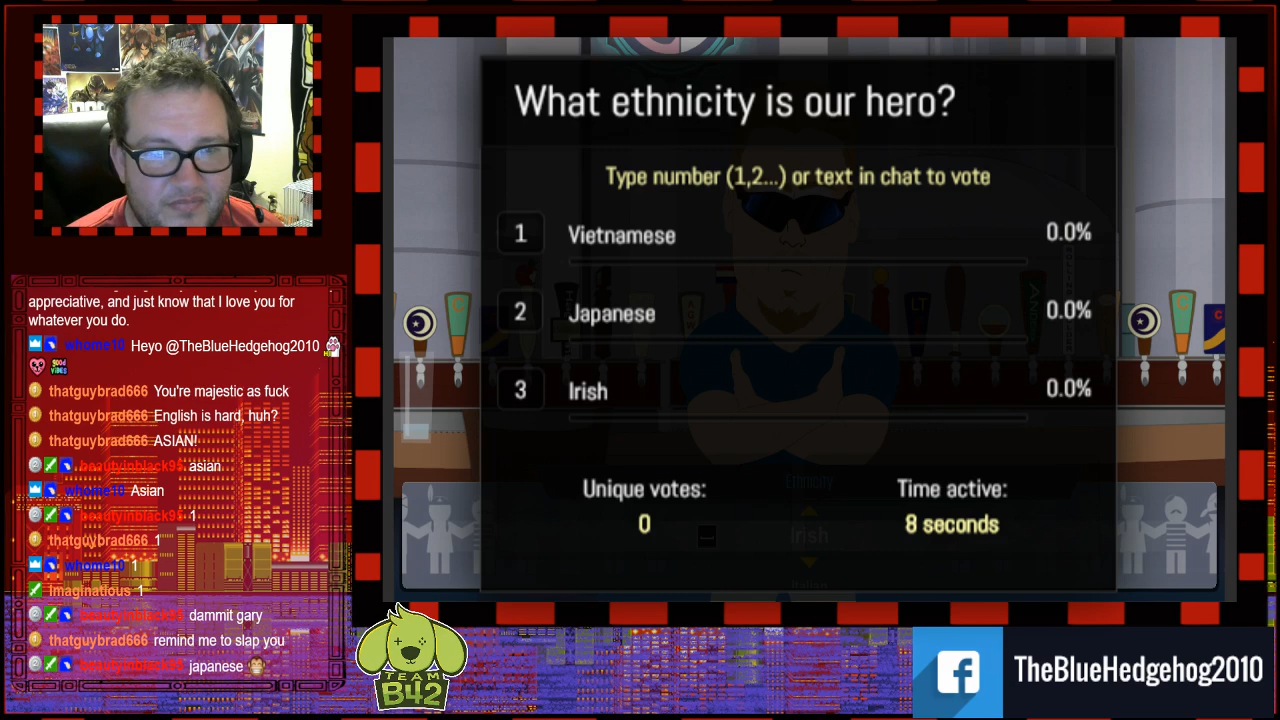 What ethnicity is our hero?
Type number (1,2...) or text in chat to vote
1 Vietnamese 0.0%
2 Japanese 0.0%
3 Irish 0.0%
Unique votes: Time active:
0 8 seconds
Ethnicity
Irish
appreciative, and just know that I love you for
whatever you do.
whome10 Heyo @TheBlueHedgehog2010
thatguybrad666 You're majestic as fuck
thatguybrad666 English is hard, huh?
thatguybrad666 ASIAN!
beautyinblack95 asian
whome10 Asian
beautyinblack95 1
thatguybrad666 1
whome10 1
Imaginatious 1
beautyinblack95 dammit gary
thatguybrad666 remind me to slap you
beautyinblack95 japanese
TEAM
B42
TheBlueHedgehog2010